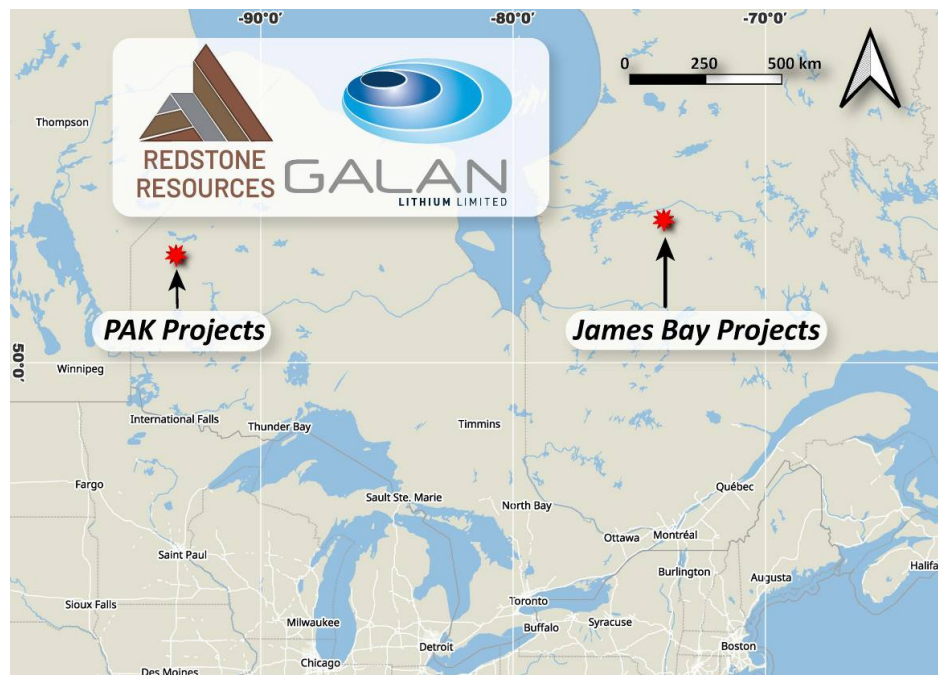 -90°0'
-80°0'
-70°0'
0 250 500 km
Thompson
REDSTONE
RESOURCES
GALAN
LITHIUM LIMITED
PAK Projects
James Bay Projects
50°0'
Winnipeg
International Falls
Thunder Bay
Timmins
Fargo
Sault Ste. Marie
North Bay
Québec
Ottawa
Montréal
Saint Paul
Burlington
Augusta
Halifa
Sioux Falls
Milwaukee
Toronto
Buffalo
Syracuse
Detroit
Boston
Chicago
Des Moines